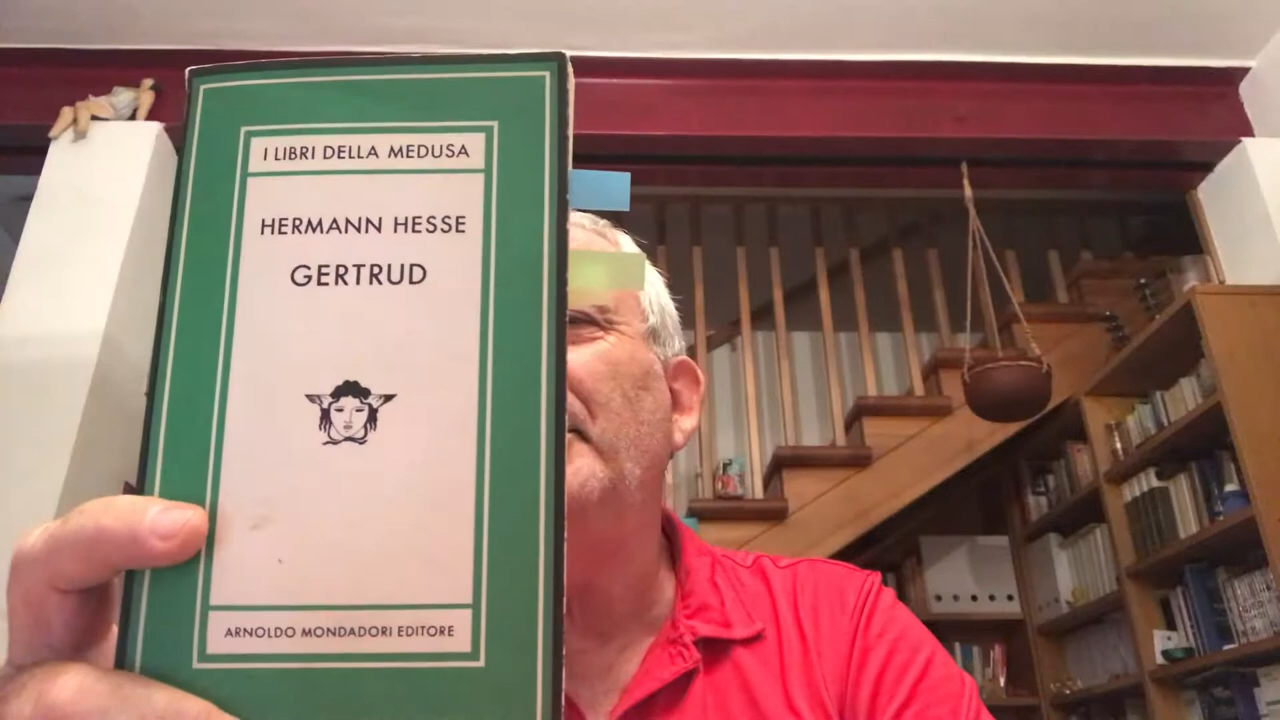 I LIBRI DELLA MEDUSA
HERMANN HESSE
GERTRUD
ARNOLDO MONDADORI EDITORE